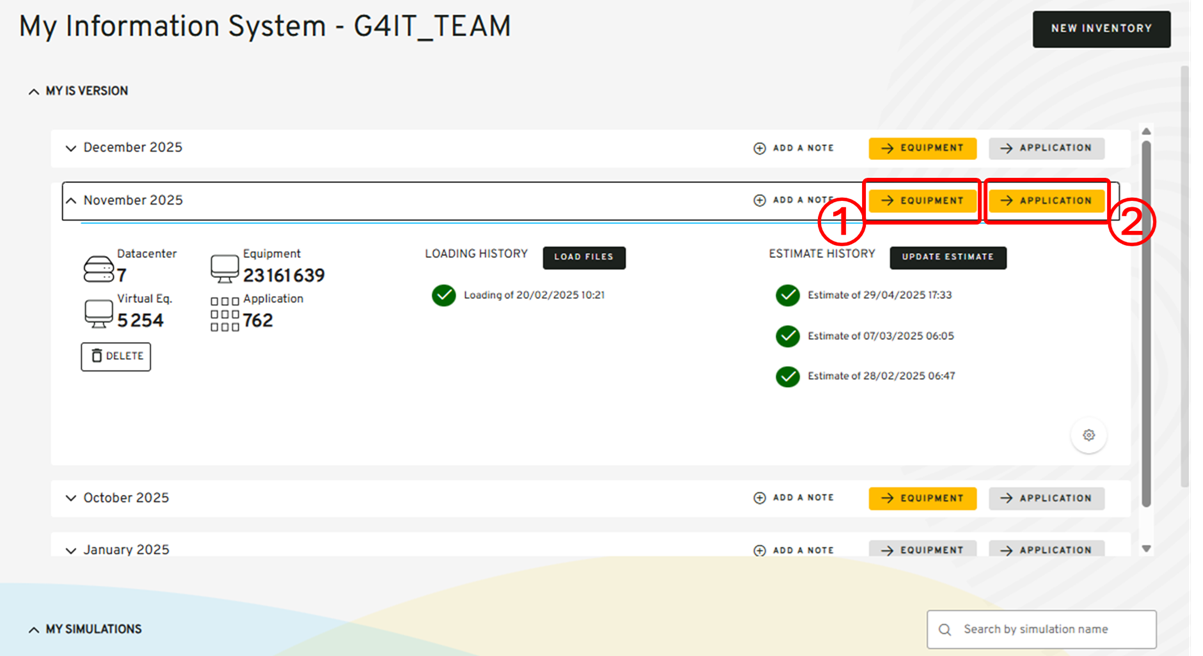 My Information System - G4IT_TEAM
NEW INVENTORY
MY IS VERSION
December 2025
ADD A NOTE
EQUIPMENT
APPLICATION
November 2025
ADD A NOTE
EQUIPMENT
APPLICATION
①
②
Datacenter
7
Equipment
23161639
Virtual Eq.
5254
Application
762
DELETE
LOADING HISTORY
LOAD FILES
Loading of 20/02/2025 10:21
ESTIMATE HISTORY
UPDATE ESTIMATE
Estimate of 29/04/2025 17:33
Estimate of 07/03/2025 06:05
Estimate of 28/02/2025 06:47
October 2025
ADD A NOTE
EQUIPMENT
APPLICATION
January 2025
ADD A NOTE
EQUIPMENT
APPLICATION
MY SIMULATIONS
Search by simulation name